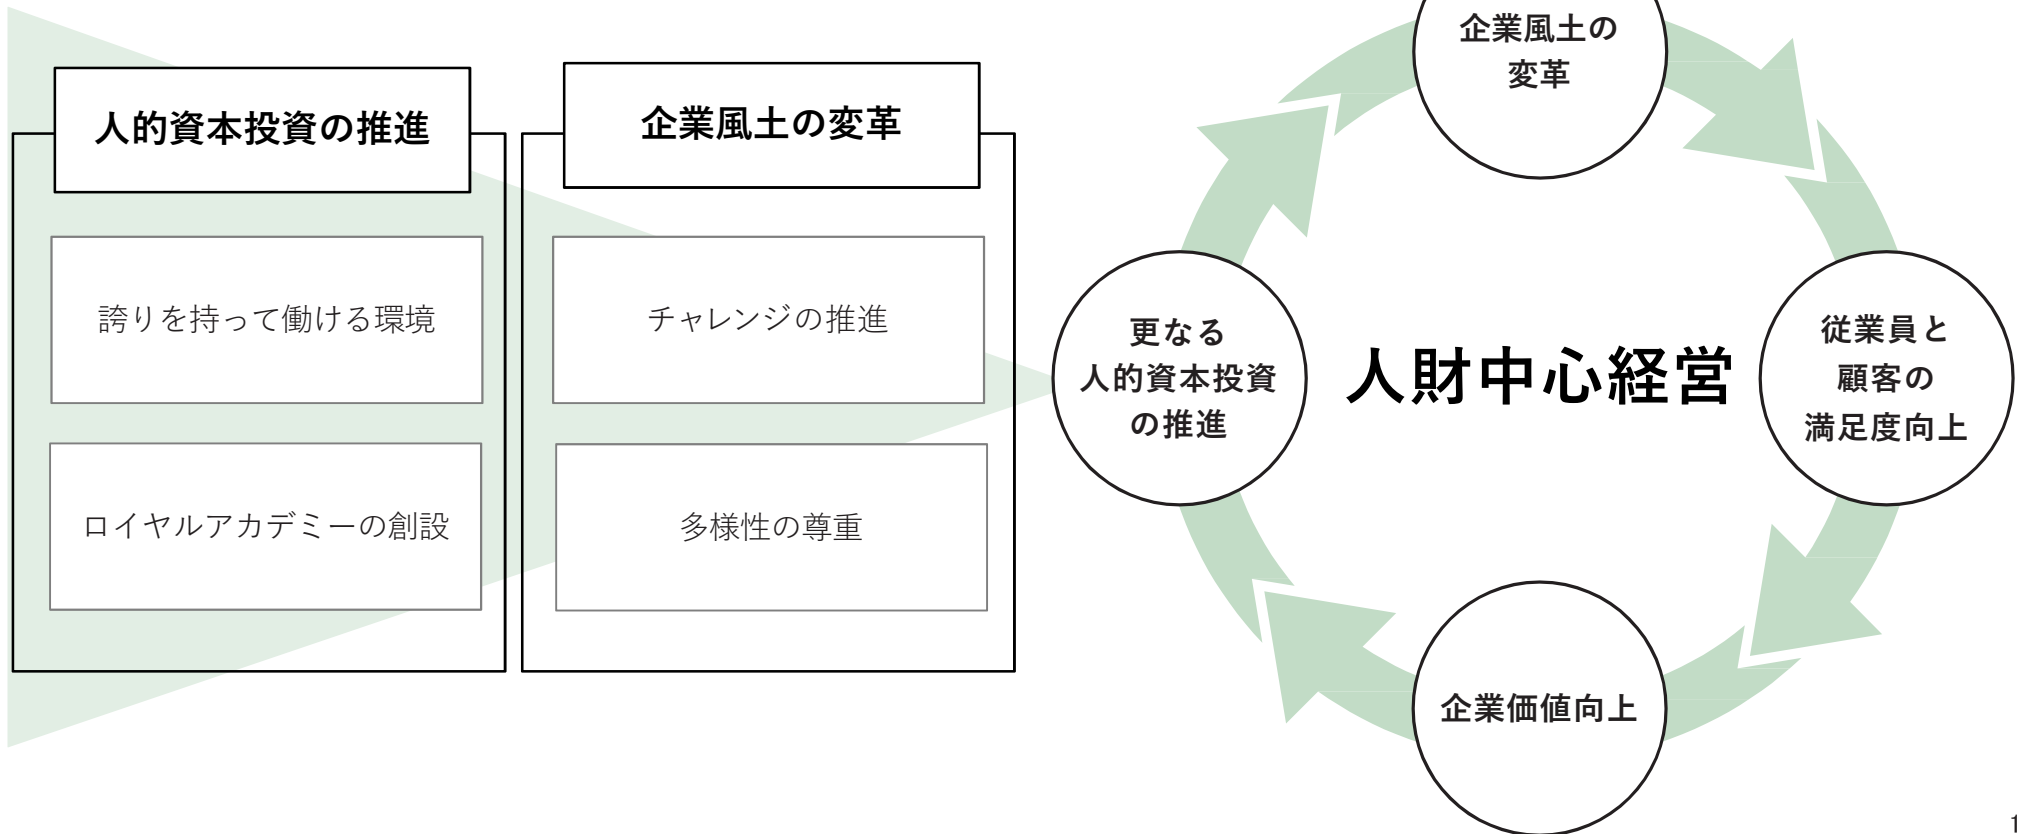 人的資本投資の推進
誇りを持って働ける環境
ロイヤルアカデミーの創設
企業風土の変革
チャレンジの推進
多様性の尊重
企業風土の
変革
更なる
人的資本投資
の推進
人財中心経営
従業員と
顧客の
満足度向上
企業価値向上